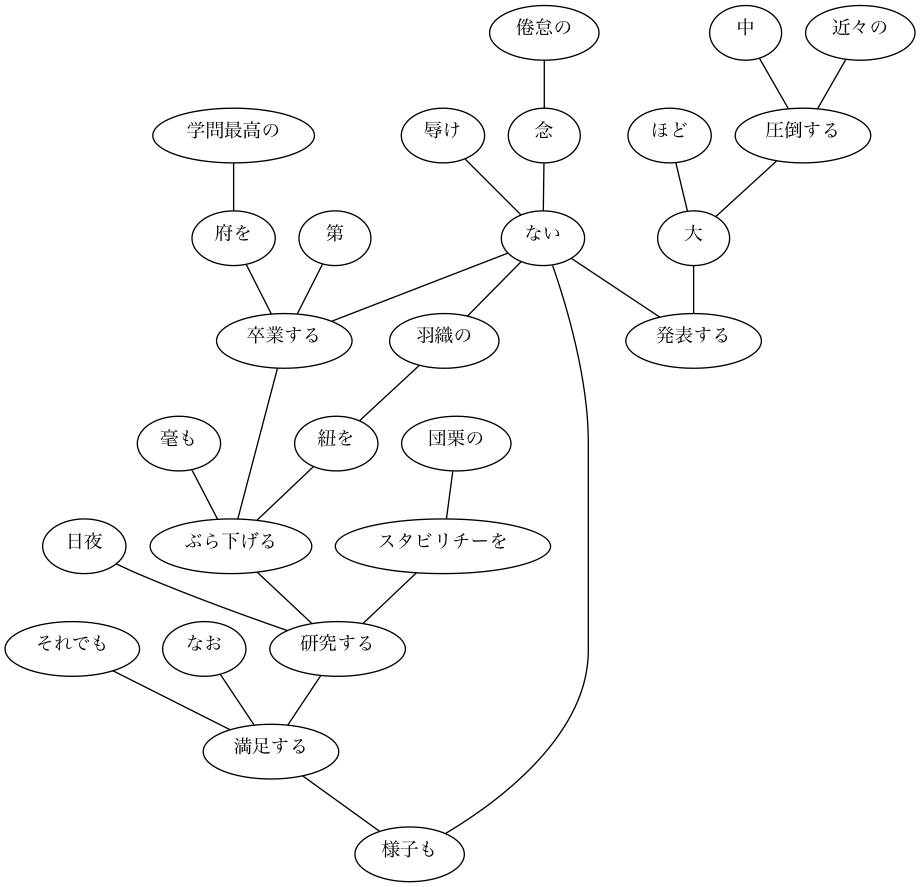 倦怠の
中
近々の
学問最高の
辱け
念
ほど
圧倒する
府を
第
ない
大
卒業する
羽織の
発表する
毫も
紐を
団栗の
日夜
ぶら下げる
スタビリチーを
それでも
なお
研究する
満足する
様子も